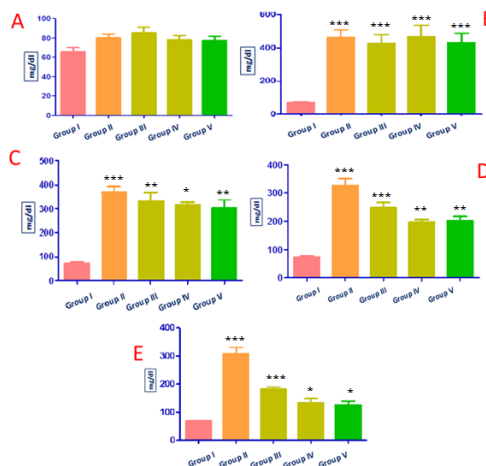 A
100
80
60
40
20
0
mg/dl
Group I
Group II
Group III
Group IV
Group V
600
400
200
0
mg/dl
***
***
***
***
Group I
Group II
Group III
Group IV
Group V
C
500
400
300
200
100
0
mg/dl
***
**
*
**
Group I
Group II
Group III
Group IV
Group V
D
400
300
200
100
0
mg/dl
***
***
**
**
Group I
Group II
Group III
Group IV
Group V
E
400
300
200
100
0
mg/dl
***
***
*
*
Group I
Group II
Group III
Group IV
Group V